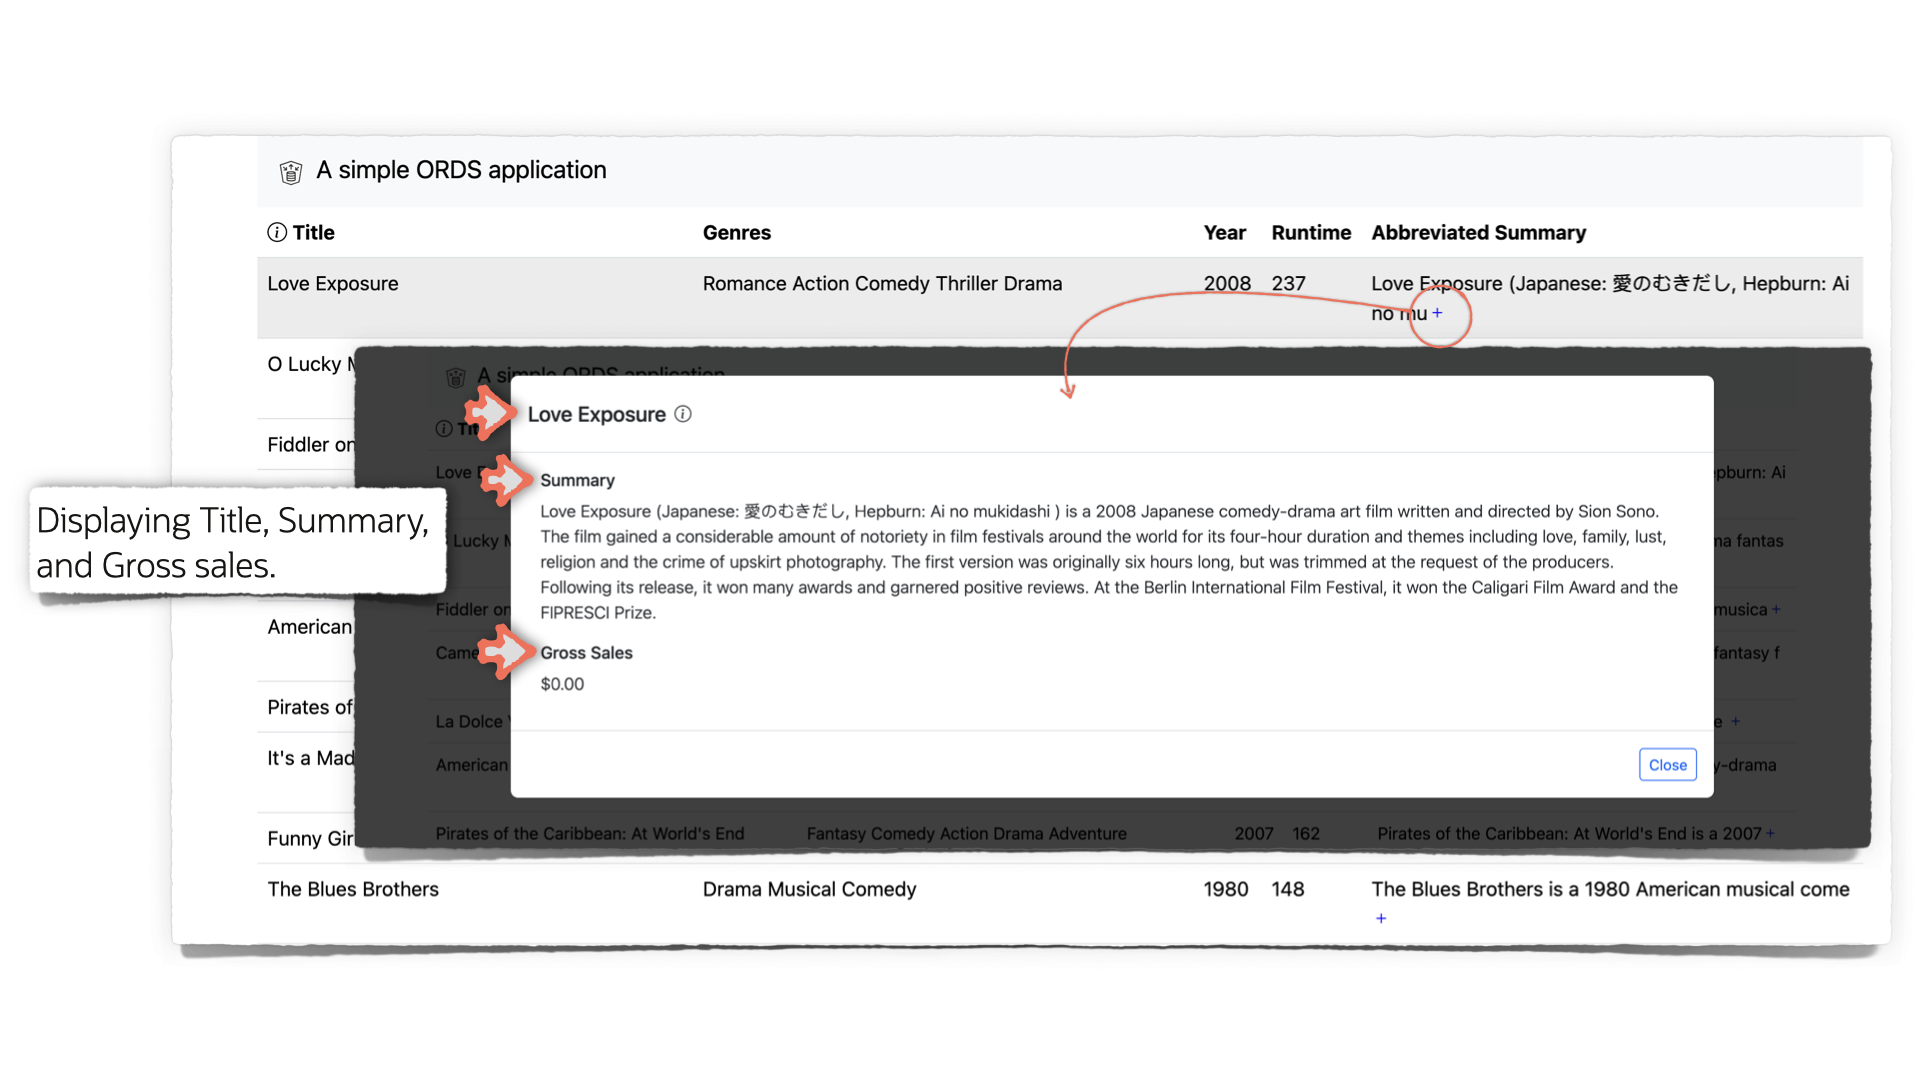 A simple ORDS application
Title Genres Year Runtime Abbreviated Summary
Love Exposure Romance Action Comedy Thriller Drama 2008 237 Love Exposure (Japanese: 愛のむきだし, Hepburn: Ai
no mu +
O Lucky
Fiddler on
American
Pirates of
It's a Mad
Funny Gir
The Blues Brothers Drama Musical Comedy 1980 148 The Blues Brothers is a 1980 American musical come
+
Displaying Title, Summary,
and Gross sales.
A simple ORDS application
Love
Lucky
Fiddler on
Came
La Dolce
American
Pirates of the Caribbean: At World's End Fantasy Comedy Action Drama Adventure 2007 162 Pirates of the Caribbean: At World's End is a 2007 +
pburn: Ai
ma fantas
musica +
fantasy f
e +
y-drama
Love Exposure
Summary
Love Exposure (Japanese: 愛のむきだし, Hepburn: Ai no mukidashi ) is a 2008 Japanese comedy-drama art film written and directed by Sion Sono.
The film gained a considerable amount of notoriety in film festivals around the world for its four-hour duration and themes including love, family, lust,
religion and the crime of upskirt photography. The first version was originally six hours long, but was trimmed at the request of the producers.
Following its release, it won many awards and garnered positive reviews. At the Berlin International Film Festival, it won the Caligari Film Award and the
FIPRESCI Prize.
Gross Sales
$0.00
Close